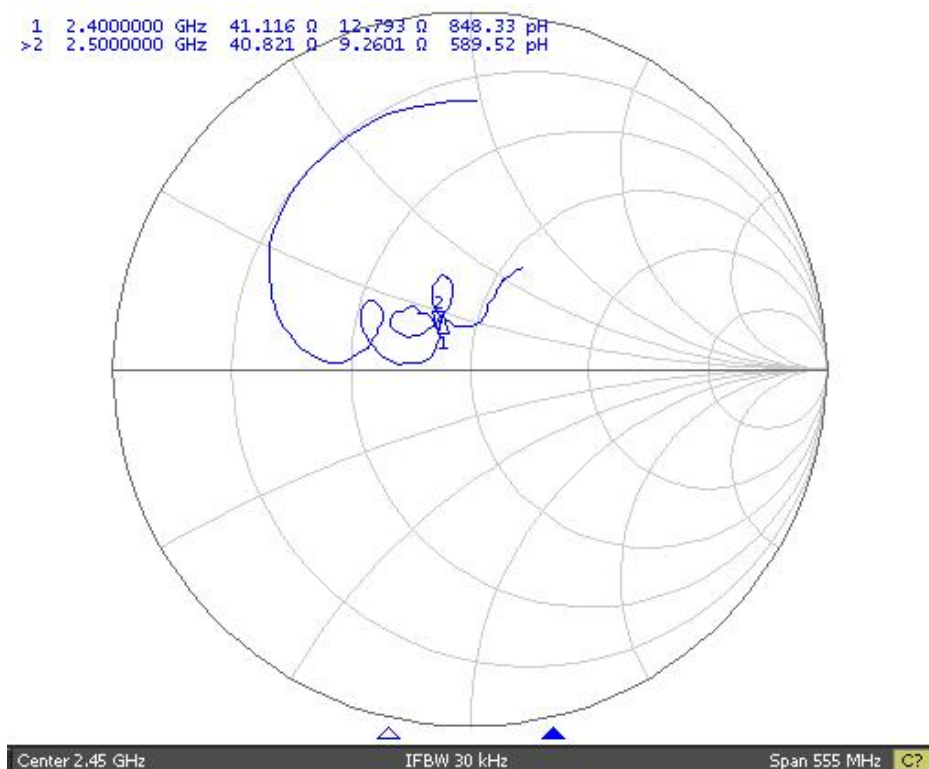 1 2.4000000 GHz 41.116 Ω 12.793 Ω 848.33 pH
>2 2.5000000 GHz 40.821 Ω 9.2601 Ω 589.52 pH
2
1
Center 2.45 GHz IFBW 30 kHz Span 555 MHz C?